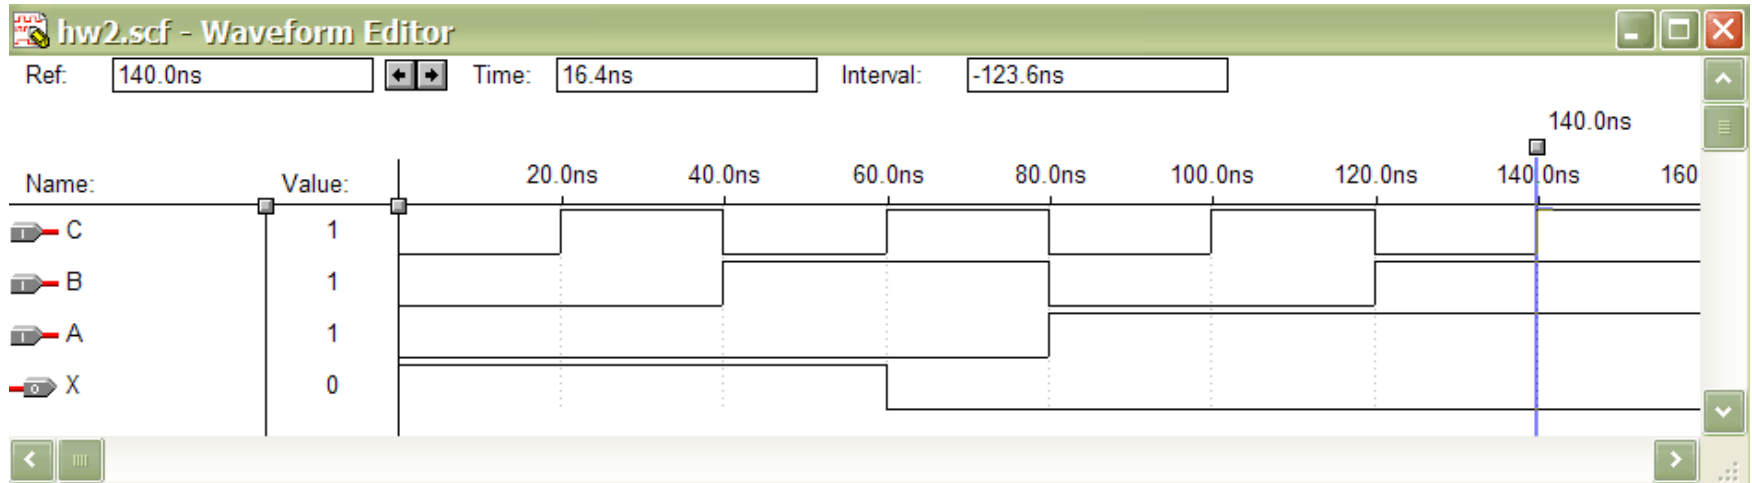 hw2.scf - Waveform Editor
Ref: 140.0ns Time: 16.4ns Interval: -123.6ns
140.0ns
Name: Value: 20.0ns 40.0ns 60.0ns 80.0ns 100.0ns 120.0ns 140.0ns 160
I C 1
I B 1
I A 1
O X 0